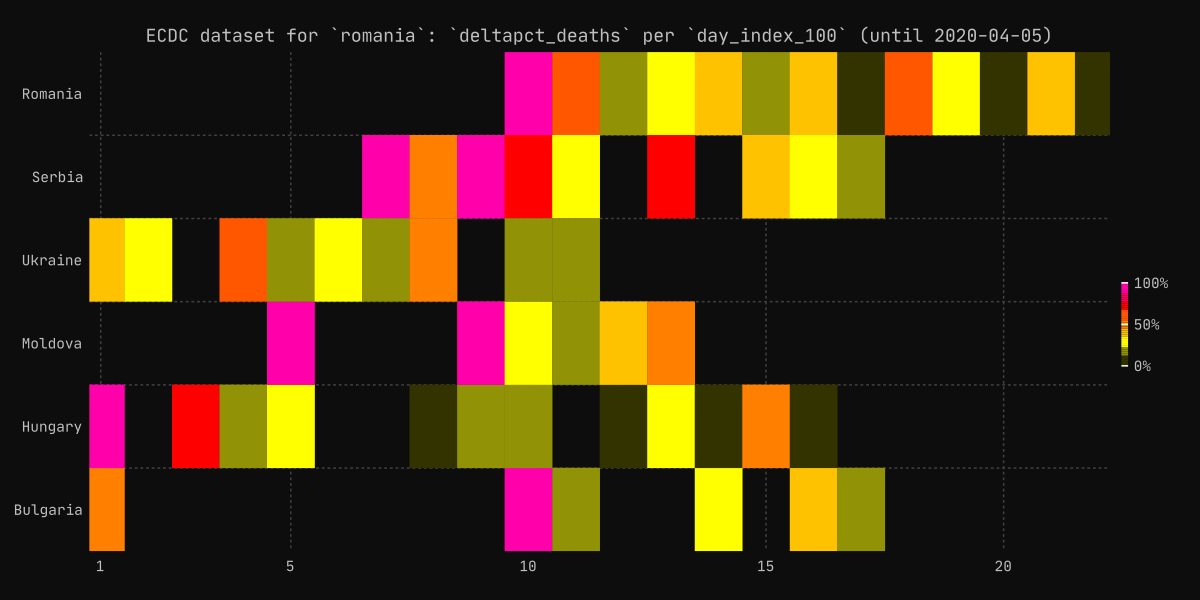 ECDC dataset for `romania`: `deltapct_deaths` per `day_index_100` (until 2020-04-05)
Romania
Serbia
Ukraine
Moldova
Hungary
Bulgaria
1 5 10 15 20
100%
50%
0%